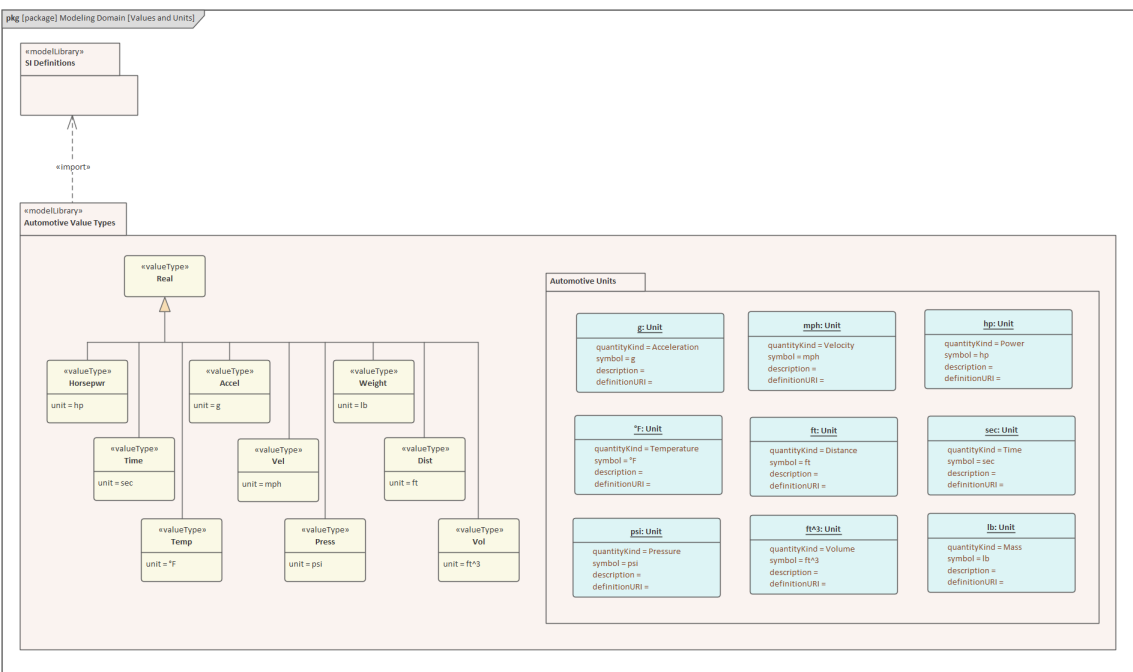 pkg [package] Modeling Domain [Values and Units]
«modelLibrary»
SI Definitions
«import»
«modelLibrary»
Automotive Value Types
«valueType»
Real
«valueType»
Horsepwr
unit = hp
«valueType»
Accel
unit = g
«valueType»
Weight
unit = lb
«valueType»
Time
unit = sec
«valueType»
Vel
unit = mph
«valueType»
Dist
unit = ft
«valueType»
Temp
unit = °F
«valueType»
Press
unit = psi
«valueType»
Vol
unit = ft^3
Automotive Units
g: Unit
quantityKind = Acceleration
symbol = g
description =
definitionURI =
mph: Unit
quantityKind = Velocity
symbol = mph
description =
definitionURI =
hp: Unit
quantityKind = Power
symbol = hp
description =
definitionURI =
°F: Unit
quantityKind = Temperature
symbol = °F
description =
definitionURI =
ft: Unit
quantityKind = Distance
symbol = ft
description =
definitionURI =
sec: Unit
quantityKind = Time
symbol = sec
description =
definitionURI =
psi: Unit
quantityKind = Pressure
symbol = psi
description =
definitionURI =
ft^3: Unit
quantityKind = Volume
symbol = ft^3
description =
definitionURI =
lb: Unit
quantityKind = Mass
symbol = lb
description =
definitionURI =